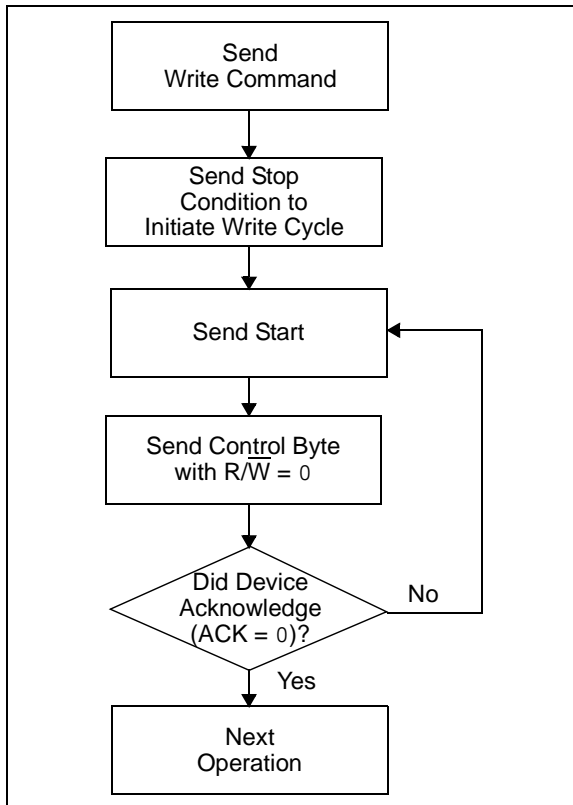 Send
Write Command
Send Stop
Condition to
Initiate Write Cycle
Send Start
Send Control Byte
with R/W̅ = 0
Did Device
Acknowledge
(ACK = 0)?
No
Yes
Next
Operation